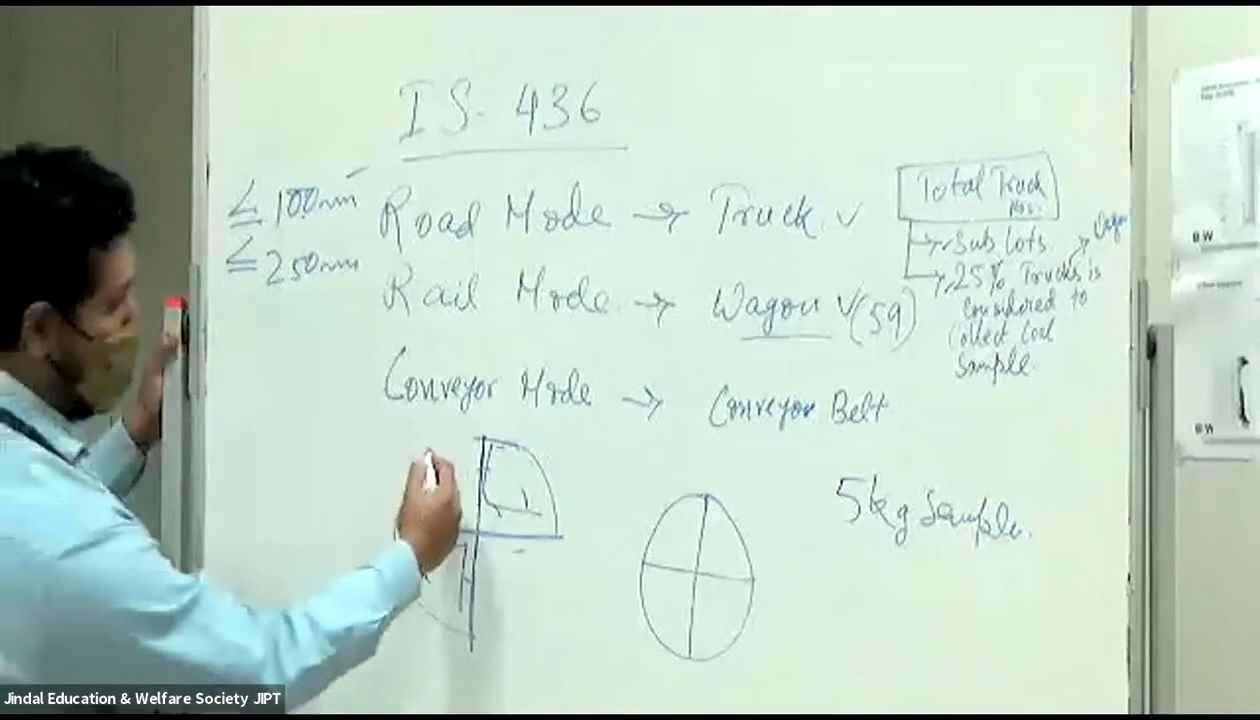 IS- 436
≤ 100mm
≤ 250mm
Road Mode → Truck ✓
Rail Mode → Wagon ✓(59)
Conveyor Mode → Conveyor Belt
Total Truck
Nos.
→ Sub lots
→ 25% Trucks is
Considered to
Collect Coal
Sample.
5kg Sample.
B W
B W
Jindal Education & Welfare Society JIPT